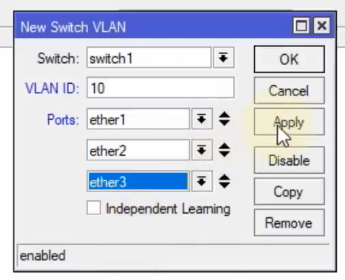 New Switch VLAN
Switch: switch1 OK
VLAN ID: 10 Cancel
Ports: ether1 Apply
ether2 Disable
ether3 Copy
Independent Learning Remove
enabled